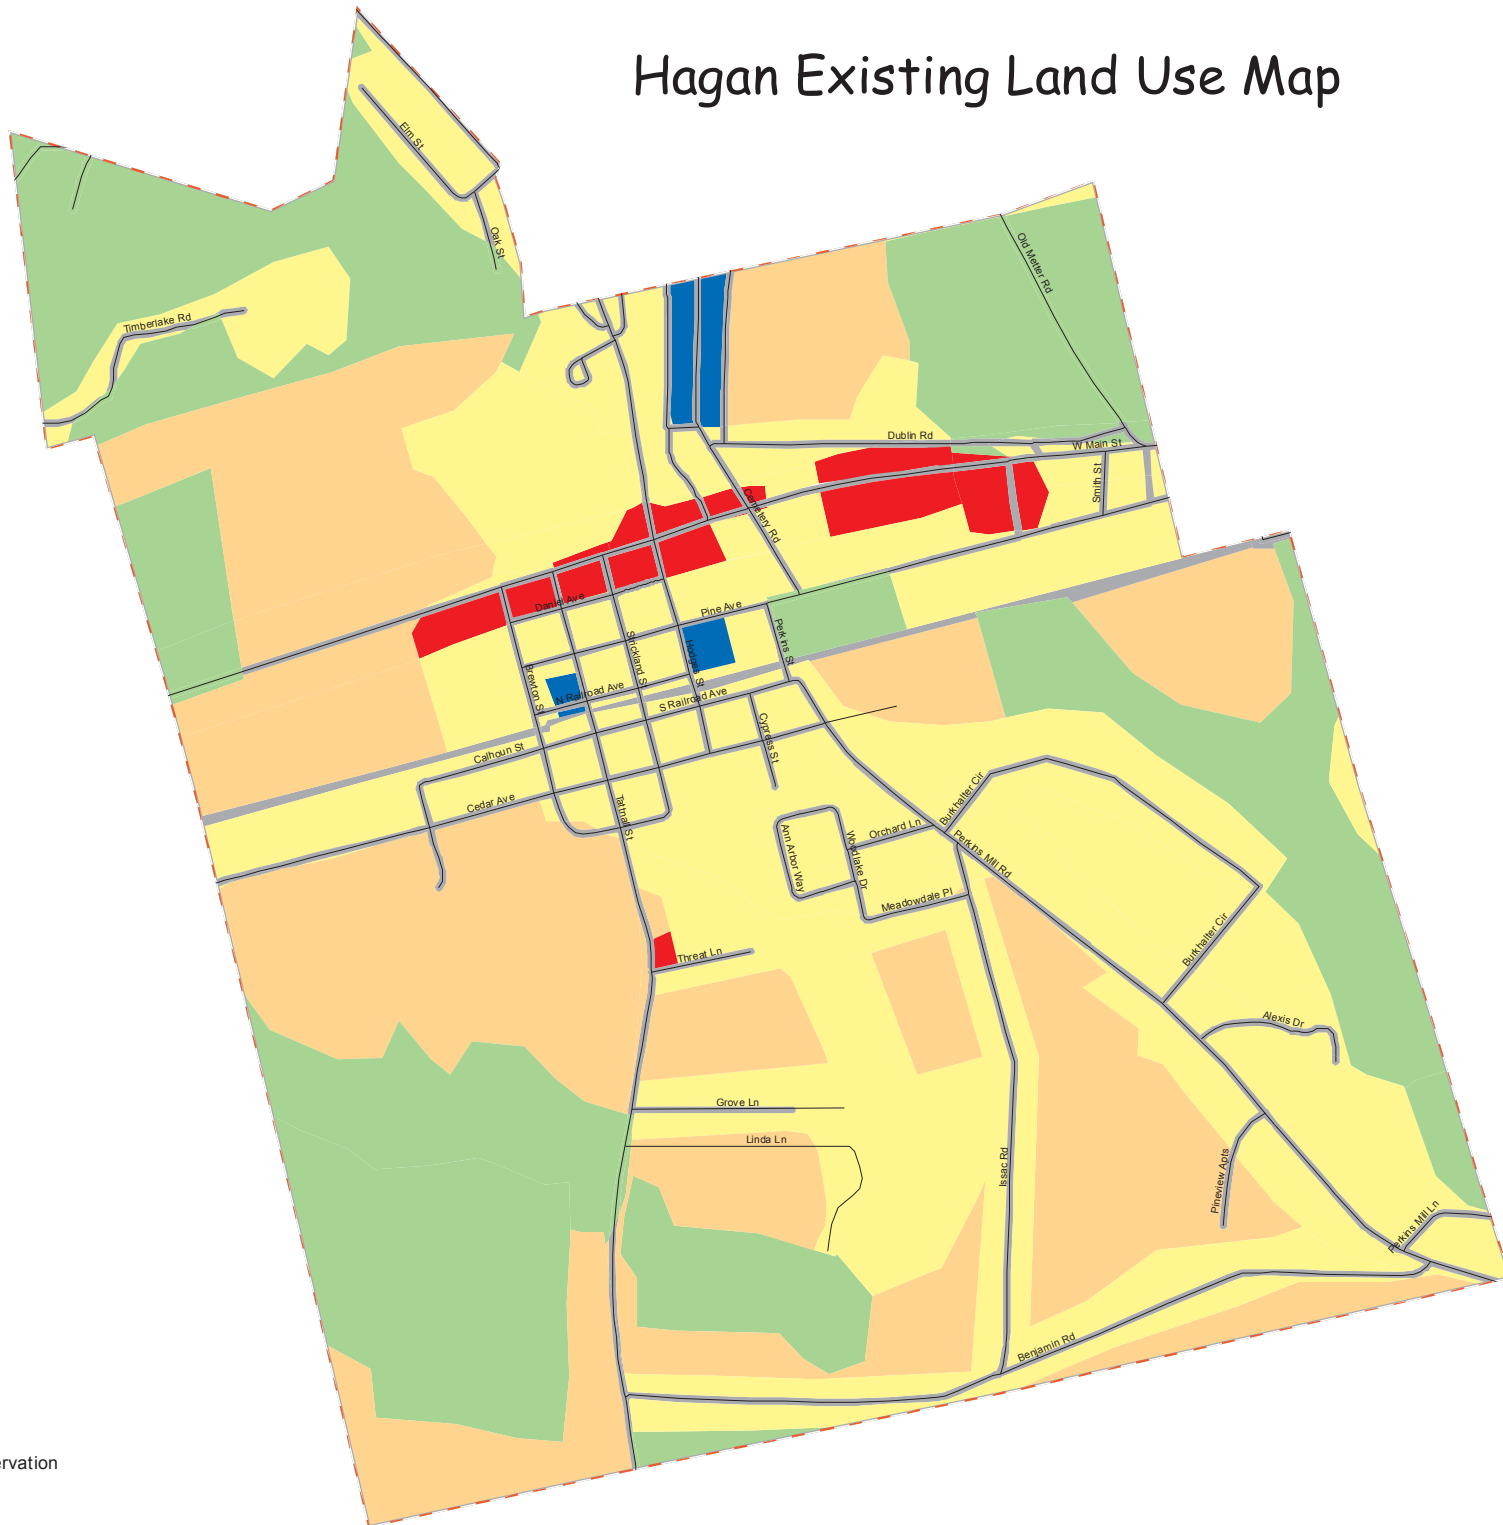 Hagan Existing Land Use Map
Elm St
Oak St
Timberlake Rd
Old Metter Rd
Dublin Rd
W Main St
Smith St
Cemetery Rd
Daniel Ave
Pine Ave
Perkins St
Strickland St
Hodges St
Brewton St
N Railroad Ave
S Railroad Ave
Calhoun St
Cypress St
Cedar Ave
Tattnall St
Ann Arbor Way
Woodlake Dr
Orchard Ln
Burkhalter Cir
Perkins Mill Rd
Meadowdale Pl
Burkhalter Cir
Threat Ln
Alexis Dr
Grove Ln
Linda Ln
Issac Rd
Pineview Apts
Perkins Mill Ln
Benjamin Rd
rvation